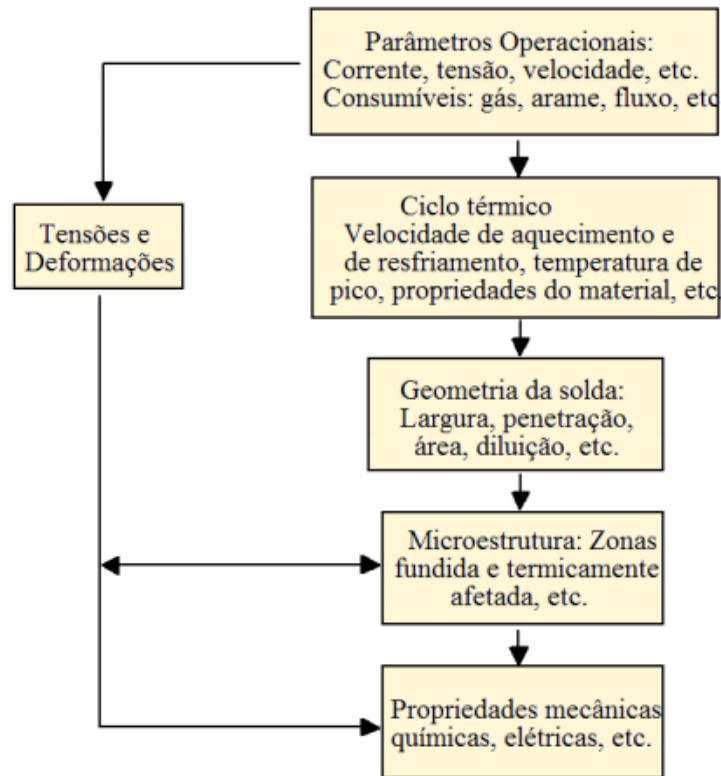 Parâmetros Operacionais:
Corrente, tensão, velocidade, etc.
Consumíveis: gás, arame, fluxo, etc
Tensões e
Deformações
Ciclo térmico
Velocidade de aquecimento e
de resfriamento, temperatura de
pico, propriedades do material, etc.
Geometria da solda:
Largura, penetração,
área, diluição, etc.
Microestrutura: Zonas
fundida e termicamente
afetada, etc.
Propriedades mecânicas
químicas, elétricas, etc.